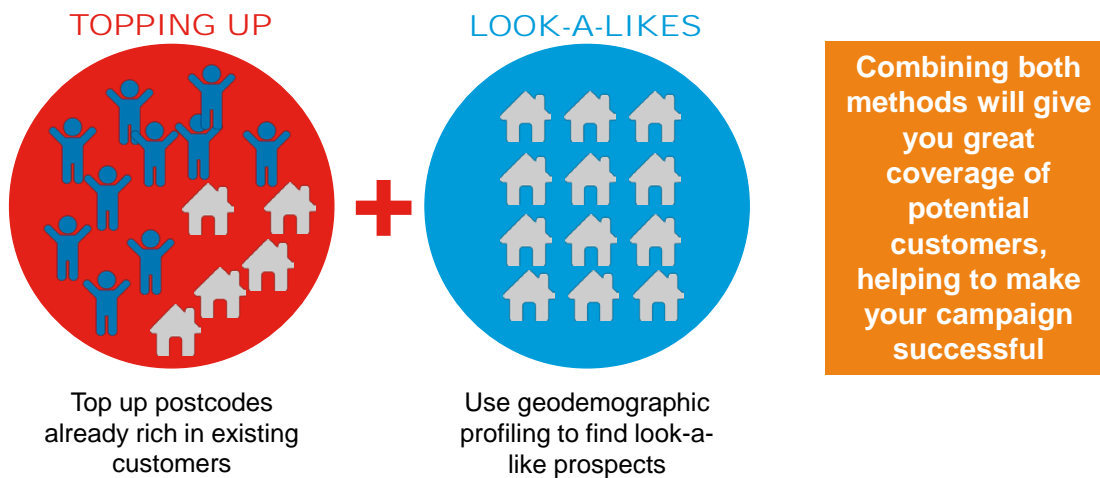 TOPPING UP
LOOK-A-LIKES
Top up postcodes
already rich in existing
customers
Use geodemographic
profiling to find look-a-
like prospects
Combining both
methods will give
you great
coverage of
potential
customers,
helping to make
your campaign
successful